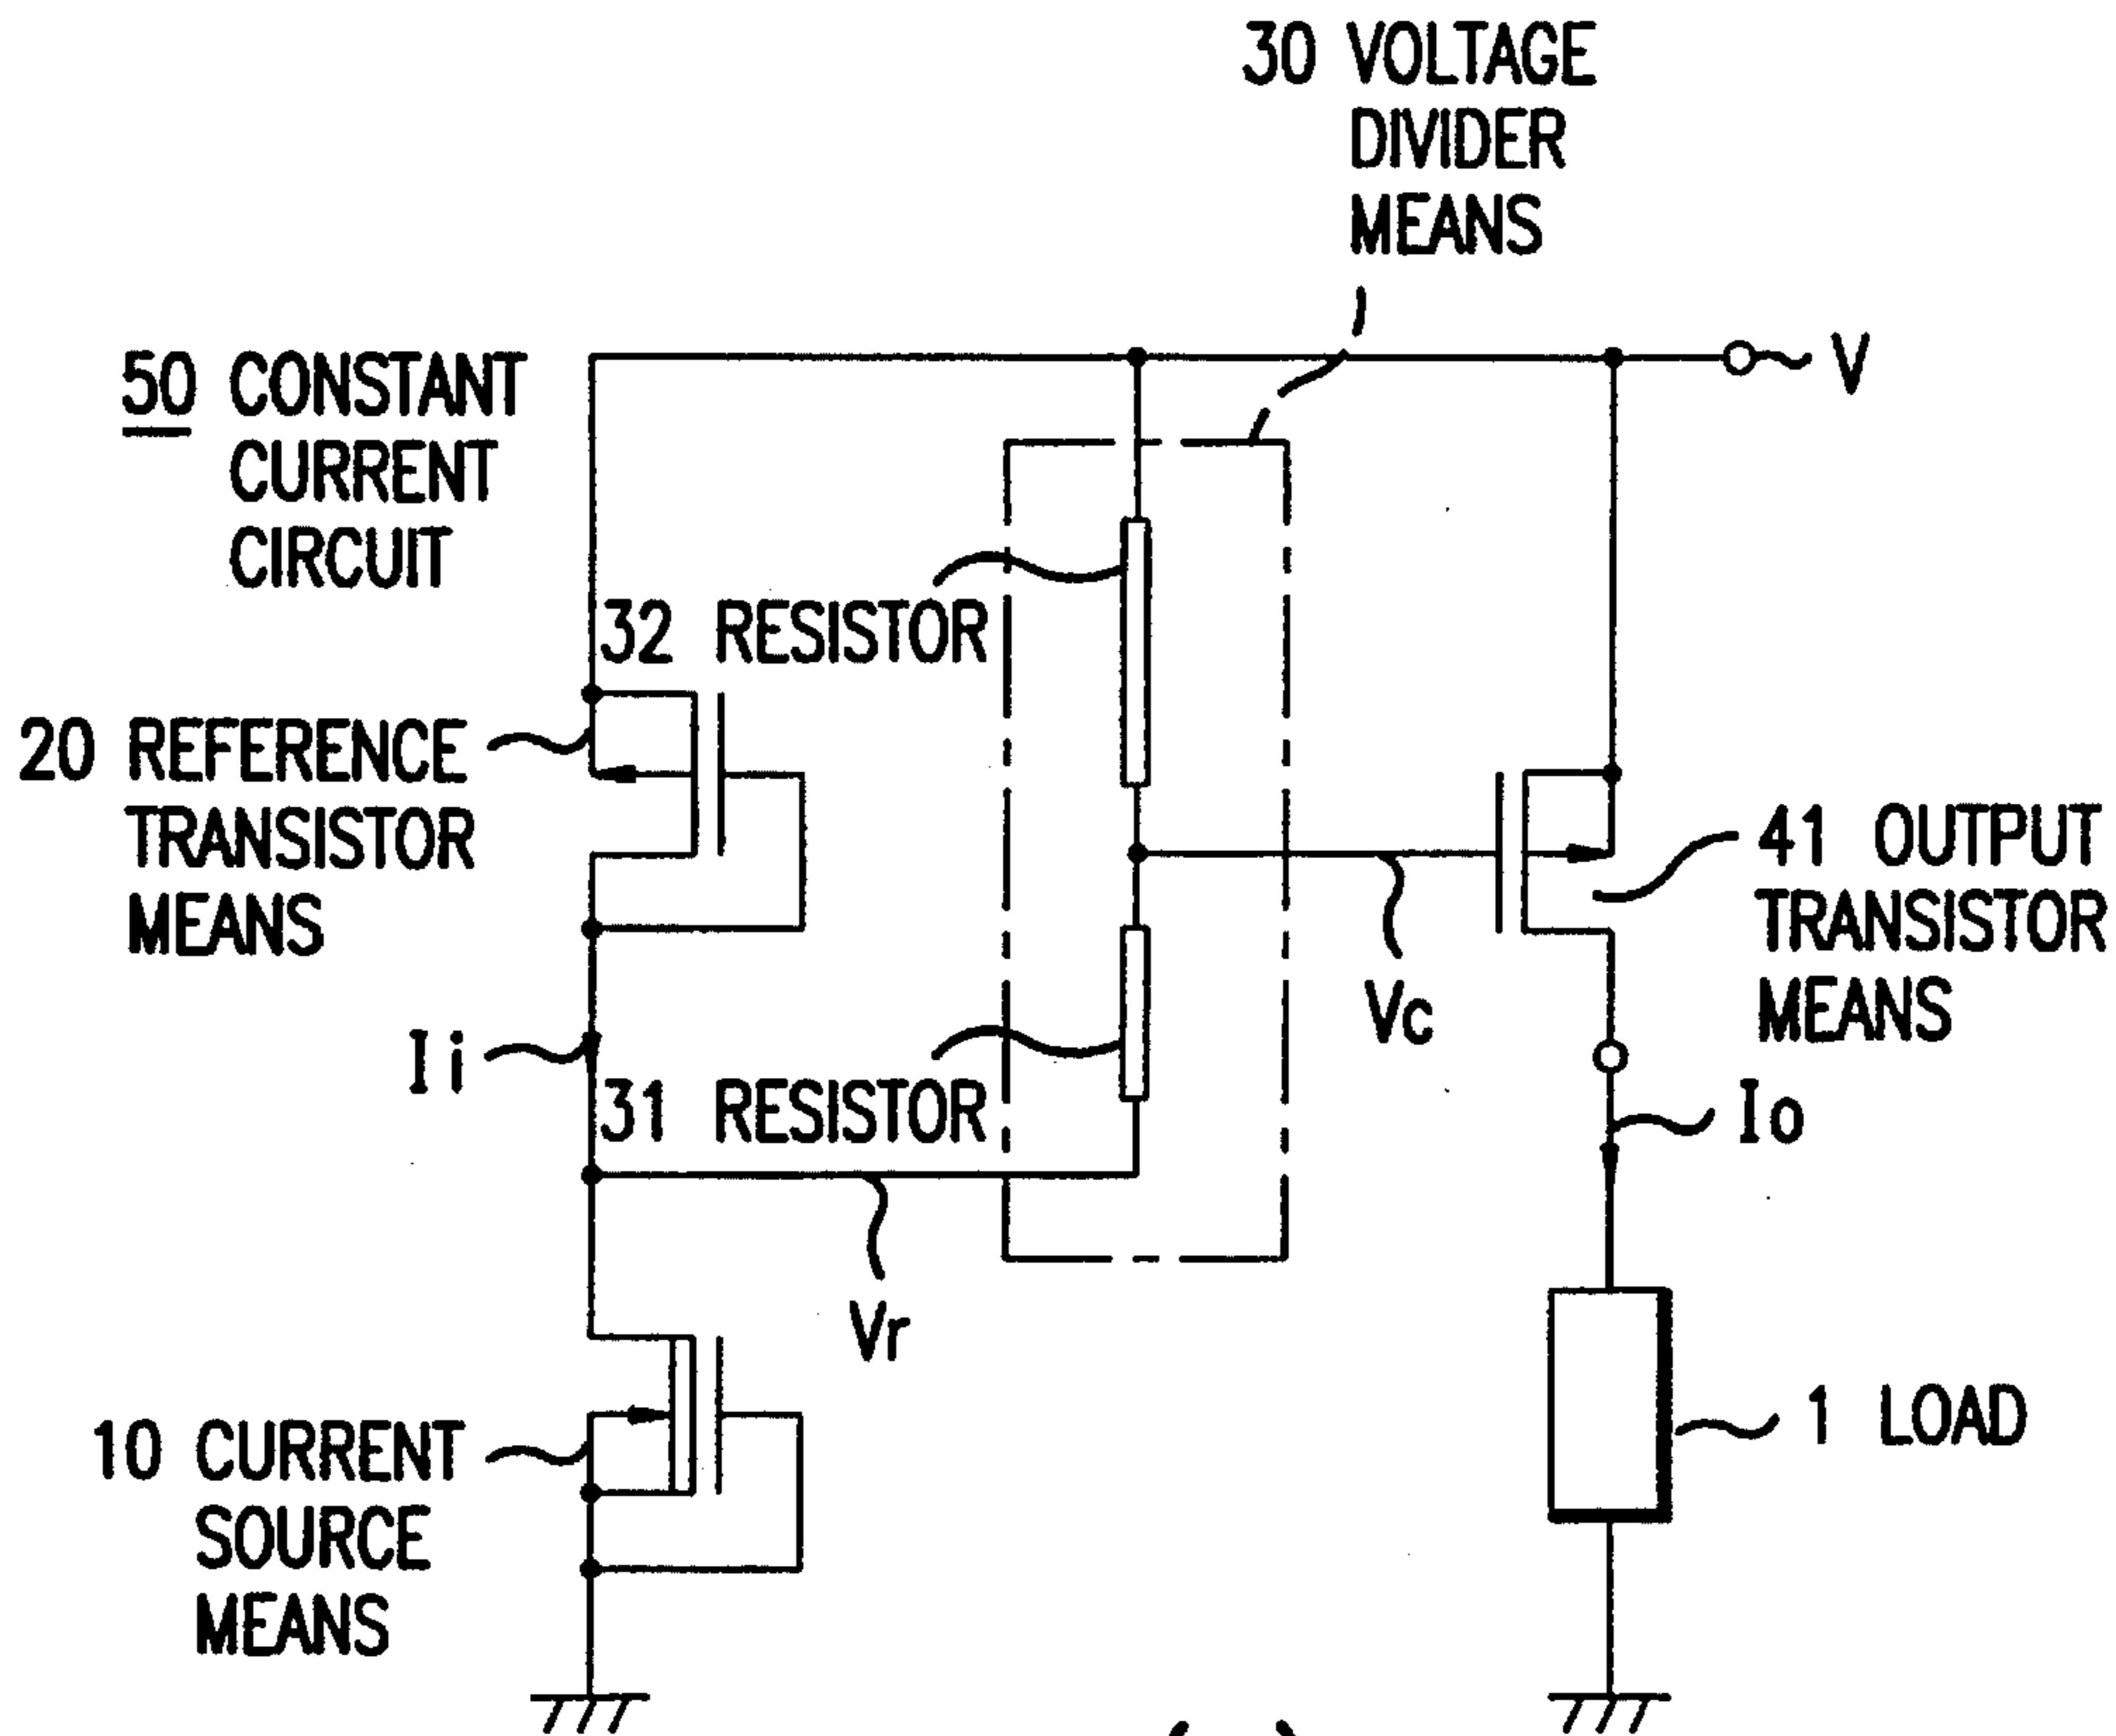 30 VOLTAGE
DIVIDER
MEANS
V
50 CONSTANT
CURRENT
CIRCUIT
32 RESISTOR
20 REFERENCE
TRANSISTOR
MEANS
41 OUTPUT
TRANSISTOR
MEANS
Vc
Ii
31 RESISTOR
Io
Vr
10 CURRENT
SOURCE
MEANS
1 LOAD